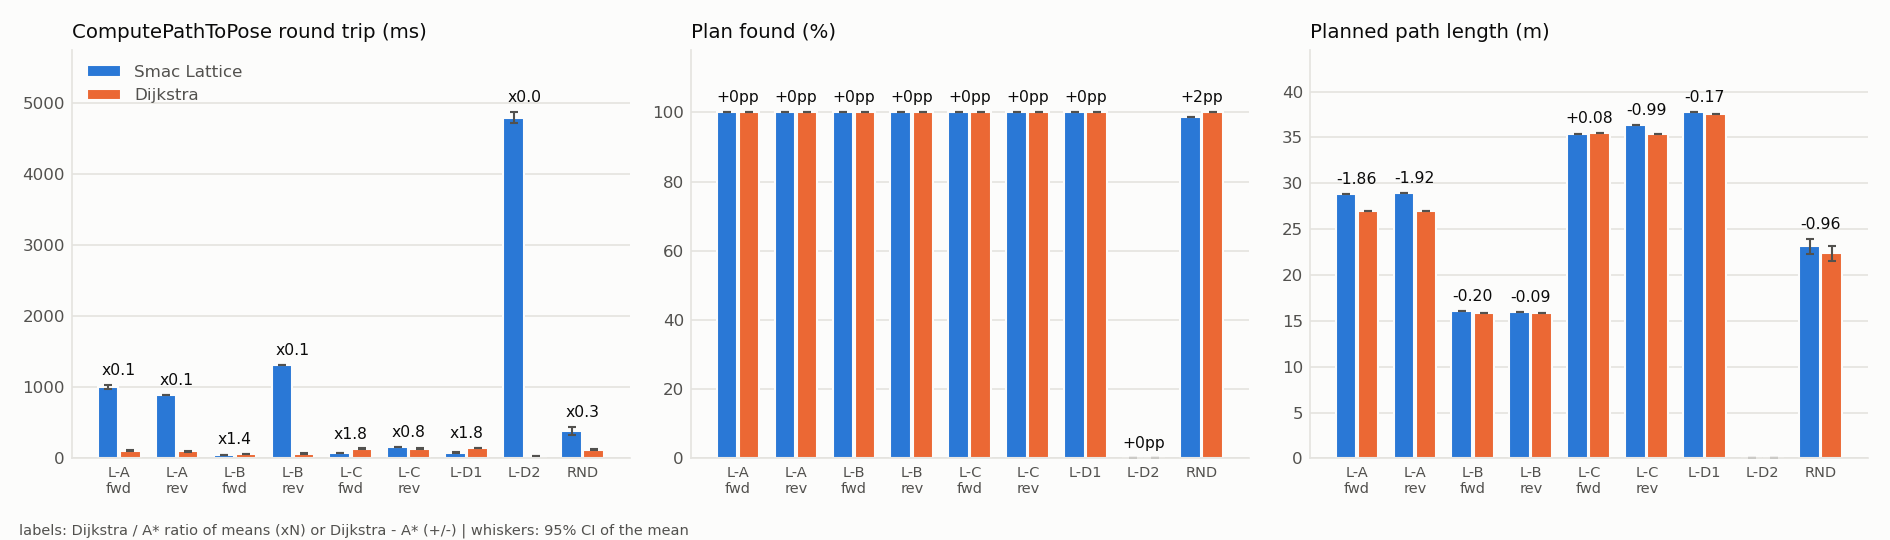 ComputePathToPose round trip (ms)
Smac Lattice
Dijkstra
5000
4000
3000
2000
1000
0
x0.1
x0.1
x1.4
x0.1
x1.8
x0.8
x1.8
x0.0
x0.3
L-A fwd
L-A rev
L-B fwd
L-B rev
L-C fwd
L-C rev
L-D1
L-D2
RND
Plan found (%)
100
80
60
40
20
0
+0pp
+0pp
+0pp
+0pp
+0pp
+0pp
+0pp
+0pp
+2pp
L-A fwd
L-A rev
L-B fwd
L-B rev
L-C fwd
L-C rev
L-D1
L-D2
RND
Planned path length (m)
40
35
30
25
20
15
10
5
0
-1.86
-1.92
-0.20
-0.09
+0.08
-0.99
-0.17
-0.96
L-A fwd
L-A rev
L-B fwd
L-B rev
L-C fwd
L-C rev
L-D1
L-D2
RND
labels: Dijkstra / A* ratio of means (xN) or Dijkstra - A* (+/-) | whiskers: 95% CI of the mean